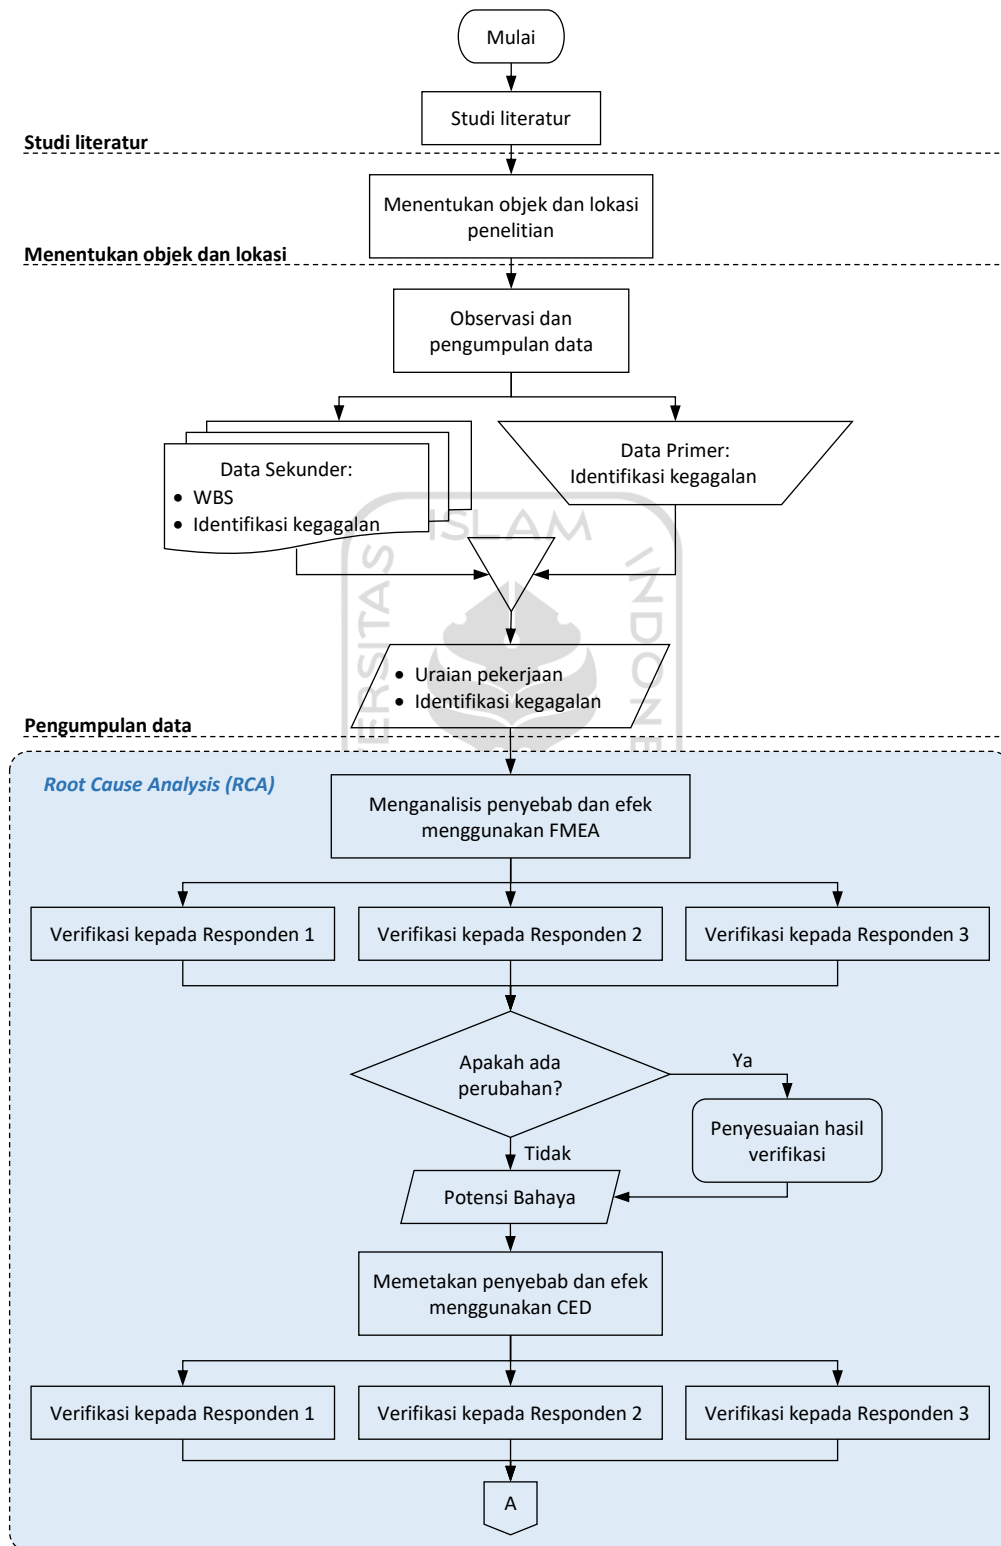 Mulai
Studi literatur
Studi literatur
Menentukan objek dan lokasi
penelitian
Menentukan objek dan lokasi
Observasi dan
pengumpulan data
Data Sekunder:
• WBS
• Identifikasi kegagalan
Data Primer:
Identifikasi kegagalan
ISLAM
ERSITAS
INDONE
• Uraian pekerjaan
• Identifikasi kegagalan
Pengumpulan data
Root Cause Analysis (RCA)
Menganalisis penyebab dan efek
menggunakan FMEA
Verifikasi kepada Responden 1
Verifikasi kepada Responden 2
Verifikasi kepada Responden 3
Apakah ada
perubahan?
Ya
Penyesuaian hasil
verifikasi
Tidak
Potensi Bahaya
Memetakan penyebab dan efek
menggunakan CED
Verifikasi kepada Responden 1
Verifikasi kepada Responden 2
Verifikasi kepada Responden 3
A